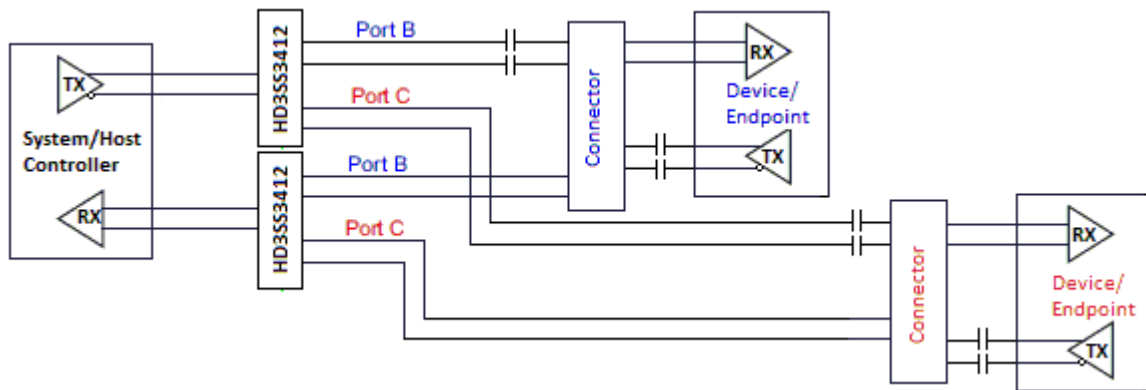 TX
System/Host
Controller
RX
HD3SS3412
HD3SS3412
Port B
Port C
Port B
Port C
Connector
RX
Device/
Endpoint
TX
Connector
RX
Device/
Endpoint
TX